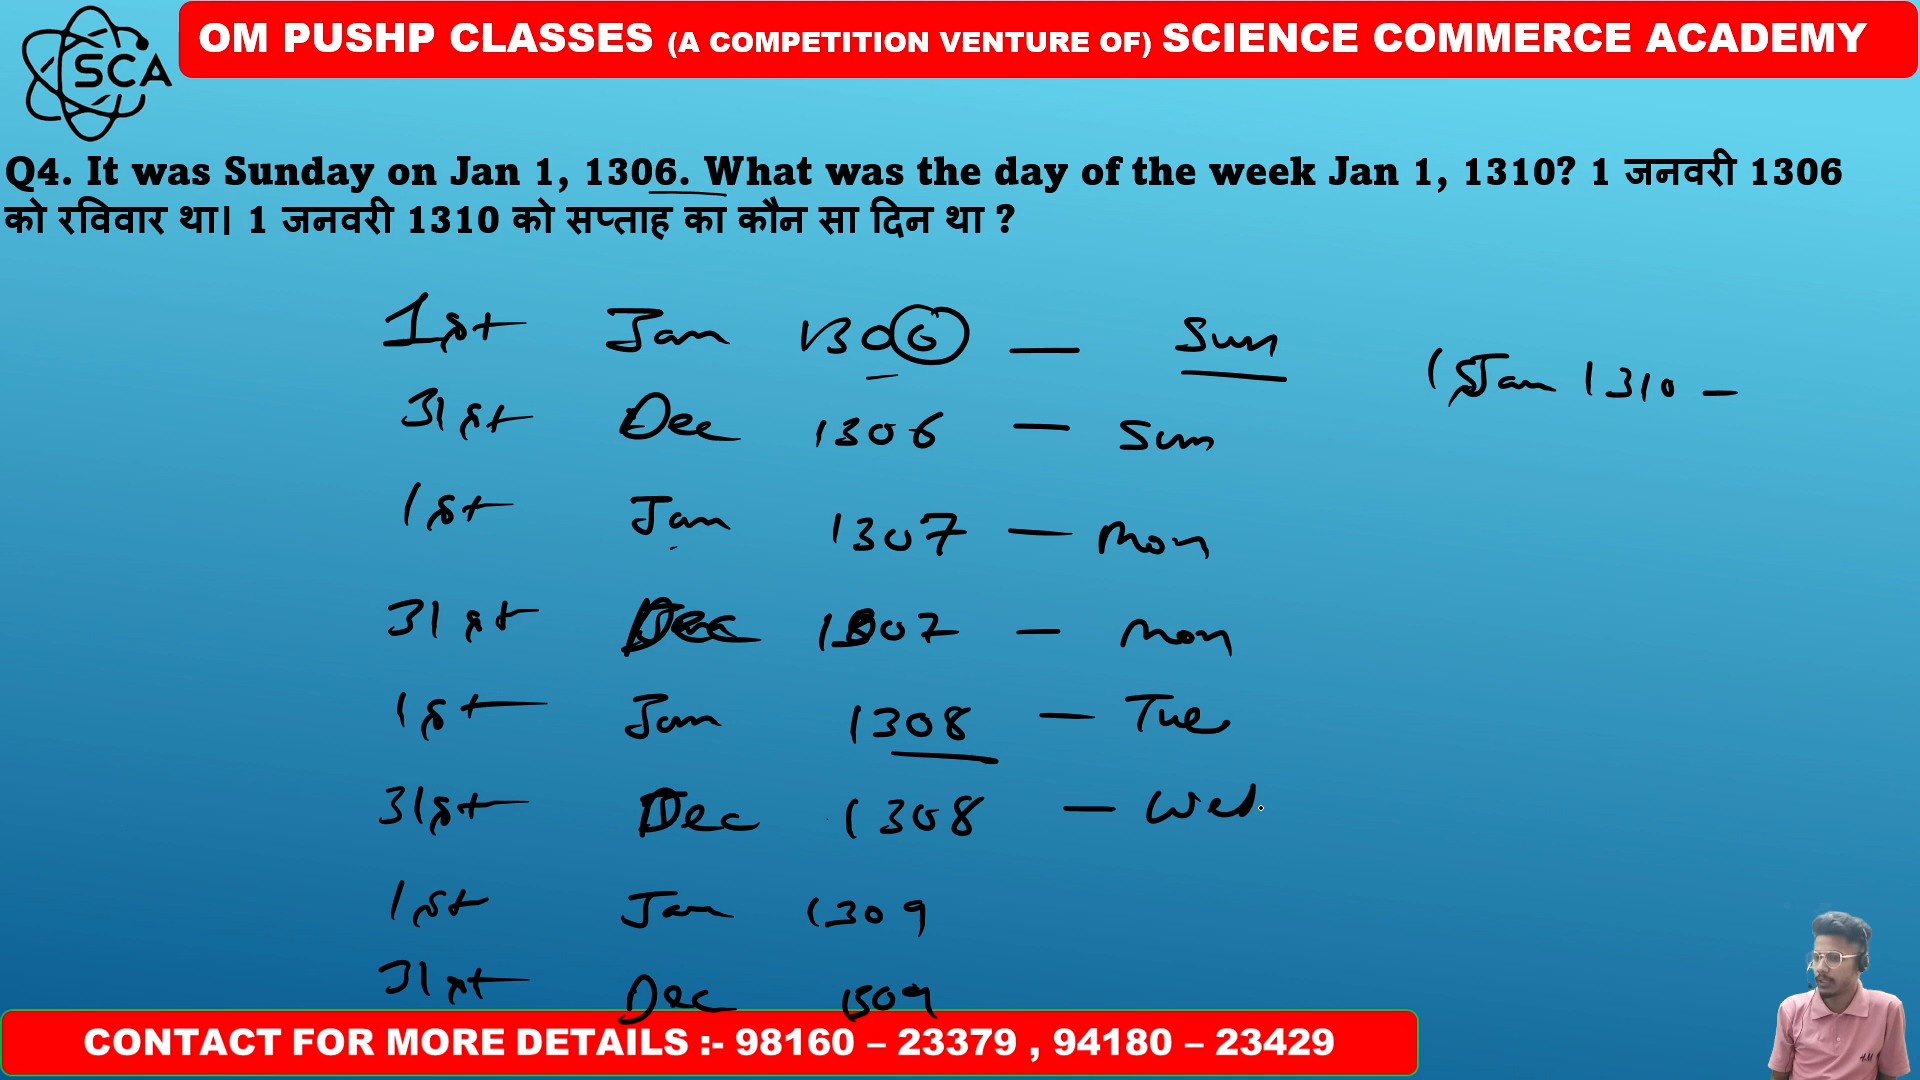 SCA
OM PUSHP CLASSES (A COMPETITION VENTURE OF) SCIENCE COMMERCE ACADEMY
Q4. It was Sunday on Jan 1, 1306. What was the day of the week Jan 1, 1310? 1 जनवरी 1306
को रविवार था। 1 जनवरी 1310 को सप्ताह का कौन सा दिन था ?
1st Jan 1306 — Sun
1st Jan 1310 —
31st Dec 1306 — Sun
1st Jan 1307 — Mon
31st Dec 1307 — Mon
1st Jan 1308 — Tue
31st Dec 1308 — Wed
1st Jan 1309
31st Dec 1309
CONTACT FOR MORE DETAILS :- 98160 – 23379 , 94180 – 23429